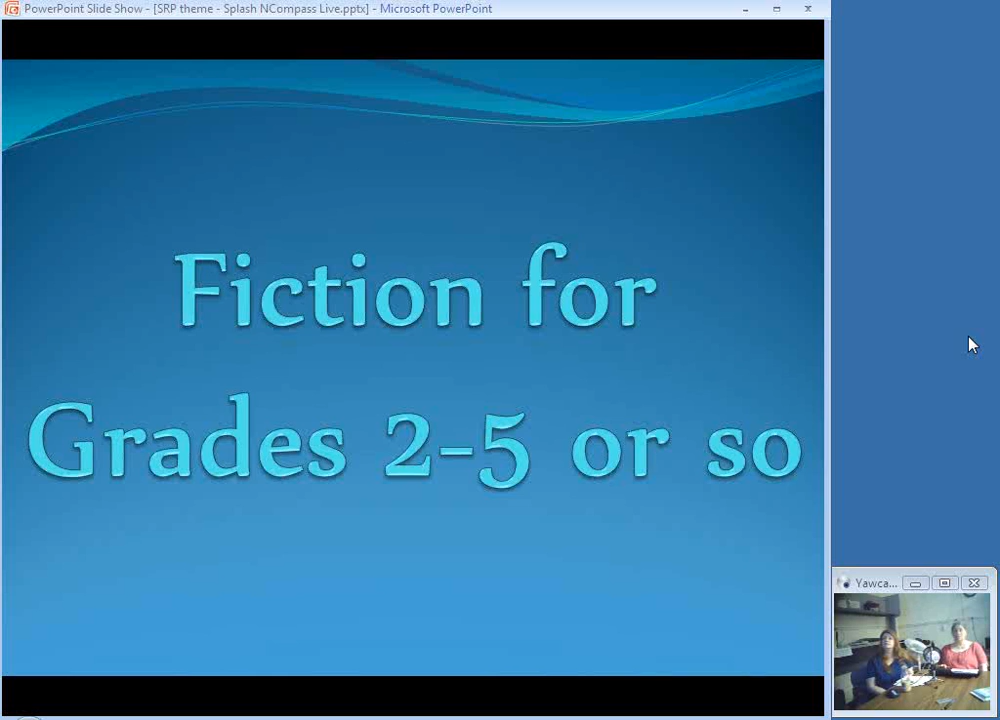 PowerPoint Slide Show - [SRP theme - Splash NCompass Live.pptx] - Microsoft PowerPoint
Fiction for
Grades 2-5 or so
Yawca...